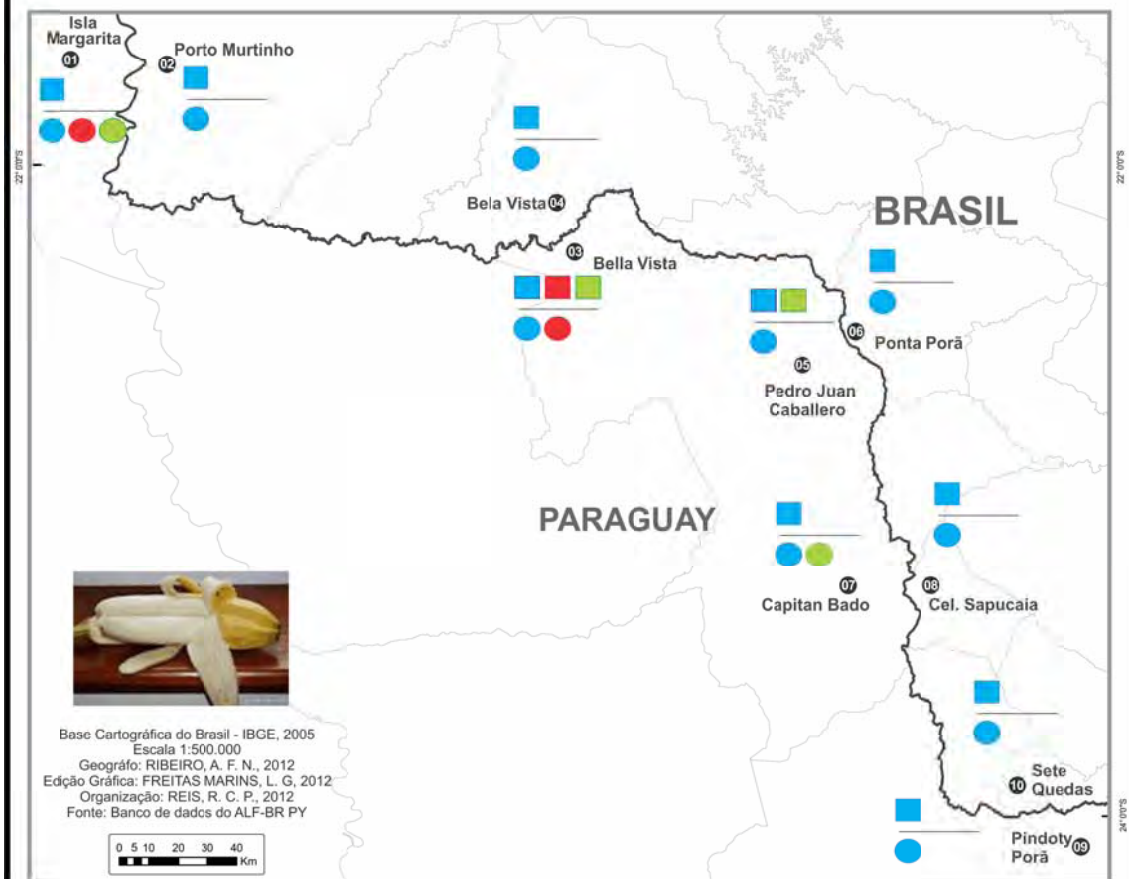 Isla
Margarita
01
02
Porto Murtinho
22°0'0"S
22°0'0"S
Bela Vista
04
BRASIL
03
Bella Vista
06
Ponta Porã
05
Pedro Juan
Caballero
PARAGUAY
07
08
Capitan Bado
Cel. Sapucaia
Base Cartográfica do Brasil - IBGE, 2005
Escala 1:500.000
Geográfo: RIBEIRO, A. F. N., 2012
Edição Gráfica: FREITAS MARINS, L. G, 2012
Organização: REIS, R. C. P., 2012
Fonte: Banco de dados do ALF-BR PY
10
Sete
Quedas
24°0'0"S
Pindoty
Porã
09
0 5 10 20 30 40
Km